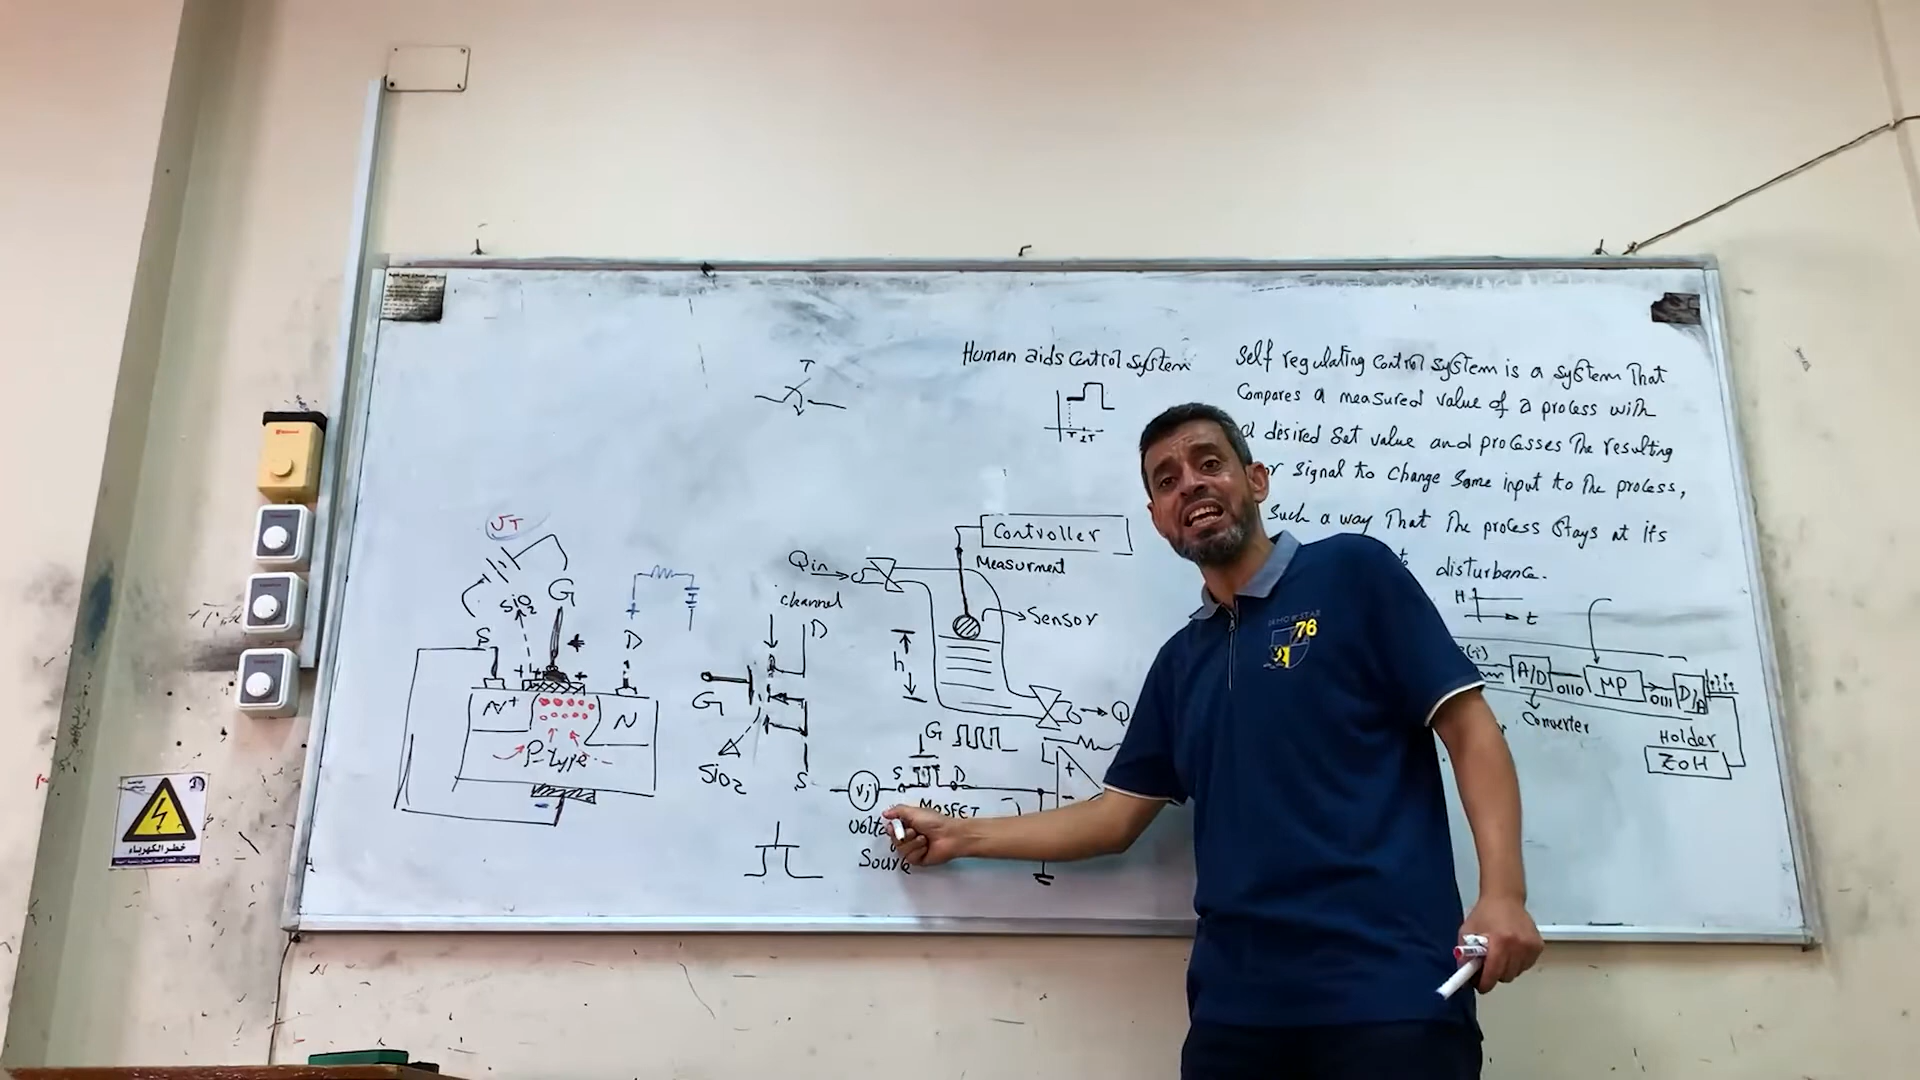 T
Human aids Control System
T 2T
Self regulating Control system is a system That
Compares a measured value of a process with
a desired Set value and processes The resulting
or Signal to Change Some input to The process,
Such a way That The process Stays at its
disturbance.
H
t
A/D
0110
MP
0111
D/A
Converter
Holder
ZOH
Controller
Measurment
Sensor
Qin
h
Q
VT
SiO2
G
S
D
+
N+
N
P-type
-
channel
D
G
SiO2
S
G
S
D
MOSFET
Vi
Source
+
-
خطر الكهرباء
76